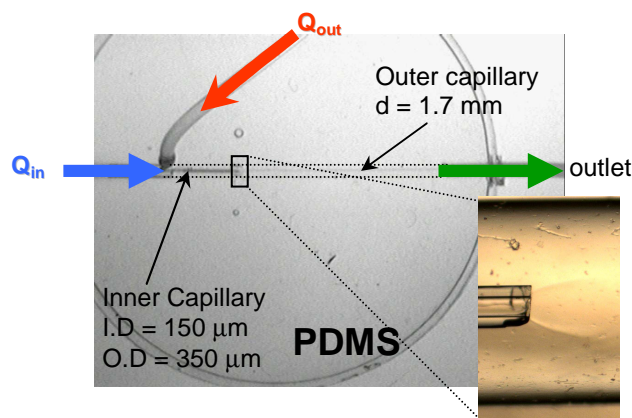 Qout
Outer capillary
d = 1.7 mm
Qin
outlet
Inner Capillary
I.D = 150 μm
O.D = 350 μm
PDMS